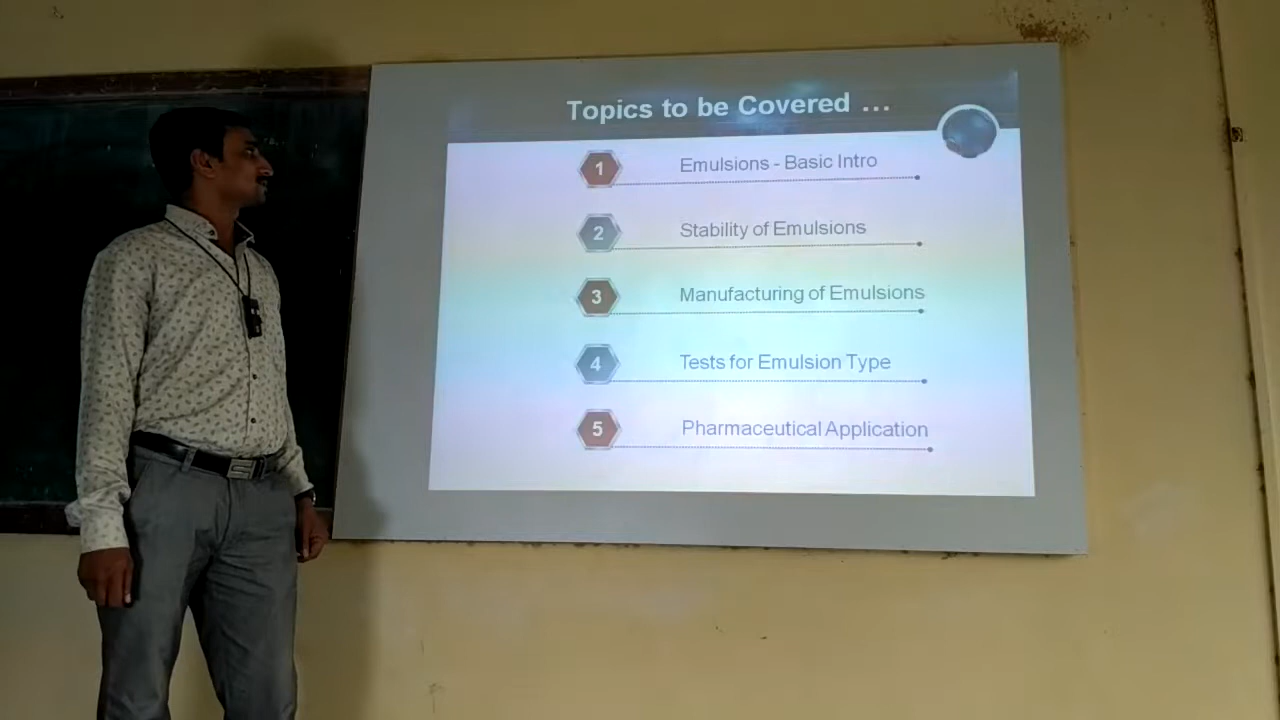 Topics to be Covered ...
1 Emulsions - Basic Intro
2 Stability of Emulsions
3 Manufacturing of Emulsions
4 Tests for Emulsion Type
5 Pharmaceutical Application